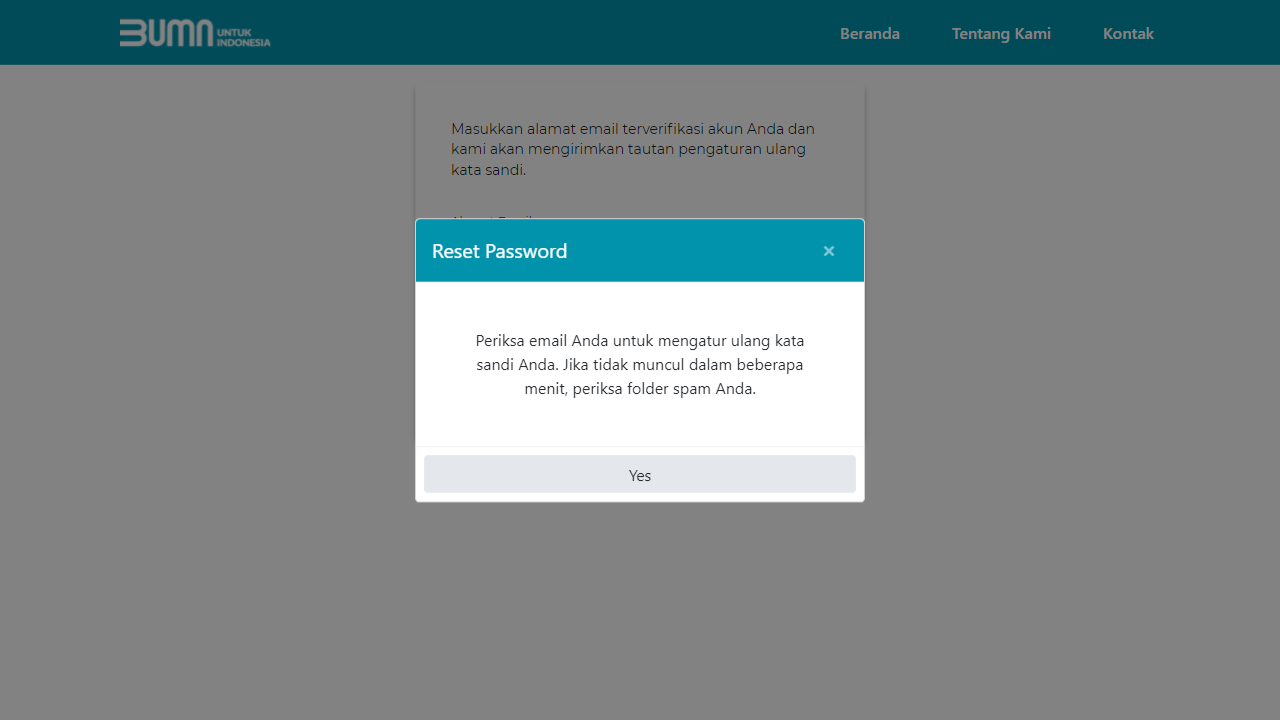 BUMN UNTUK INDONESIA
Beranda
Tentang Kami
Kontak
Masukkan alamat email terverifikasi akun Anda dan
kami akan mengirimkan tautan pengaturan ulang
kata sandi.
Reset Password
×
Periksa email Anda untuk mengatur ulang kata
sandi Anda. Jika tidak muncul dalam beberapa
menit, periksa folder spam Anda.
Yes